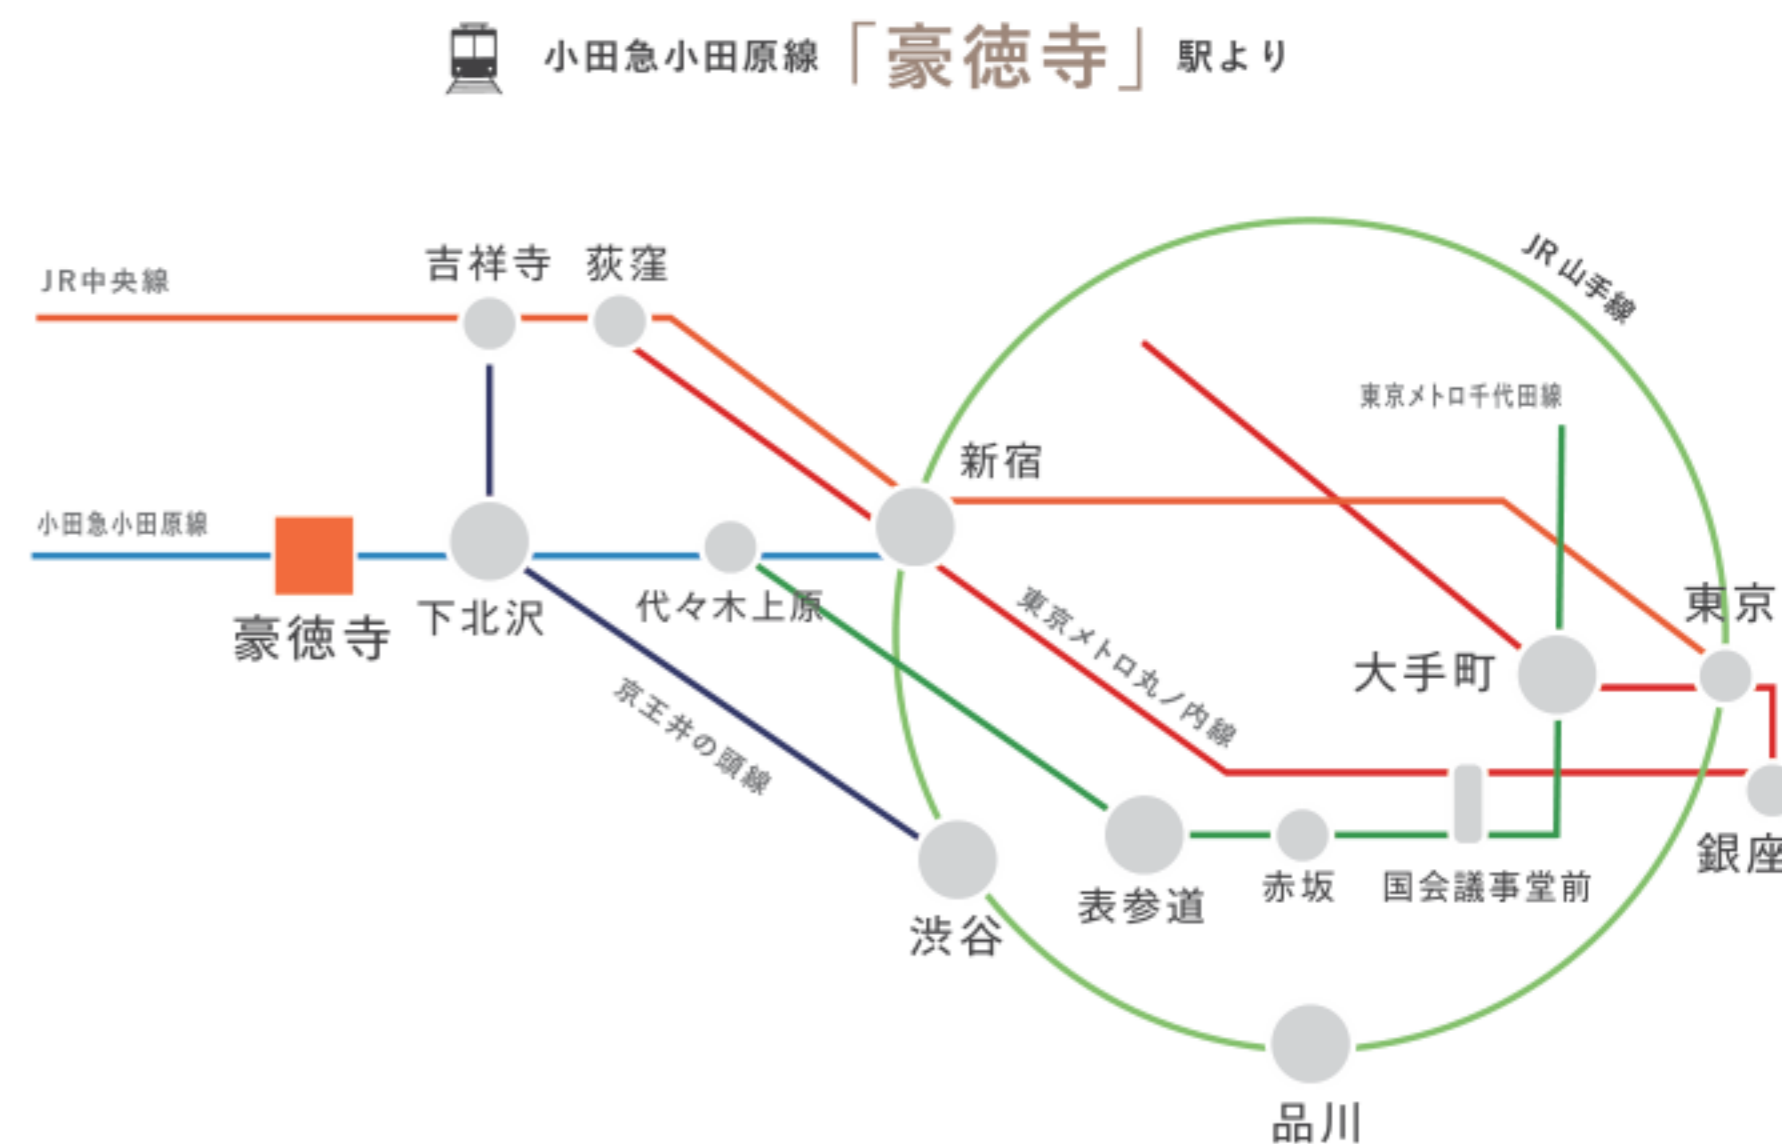 小田急小田原線「豪徳寺」駅より
JR山手線
吉祥寺 荻窪
JR中央線
東京メトロ千代田線
新宿
小田急小田原線
豪徳寺
下北沢
代々木上原
東京メトロ丸ノ内線
東京
大手町
京王井の頭線
銀座
表参道
赤坂
国会議事堂前
渋谷
品川